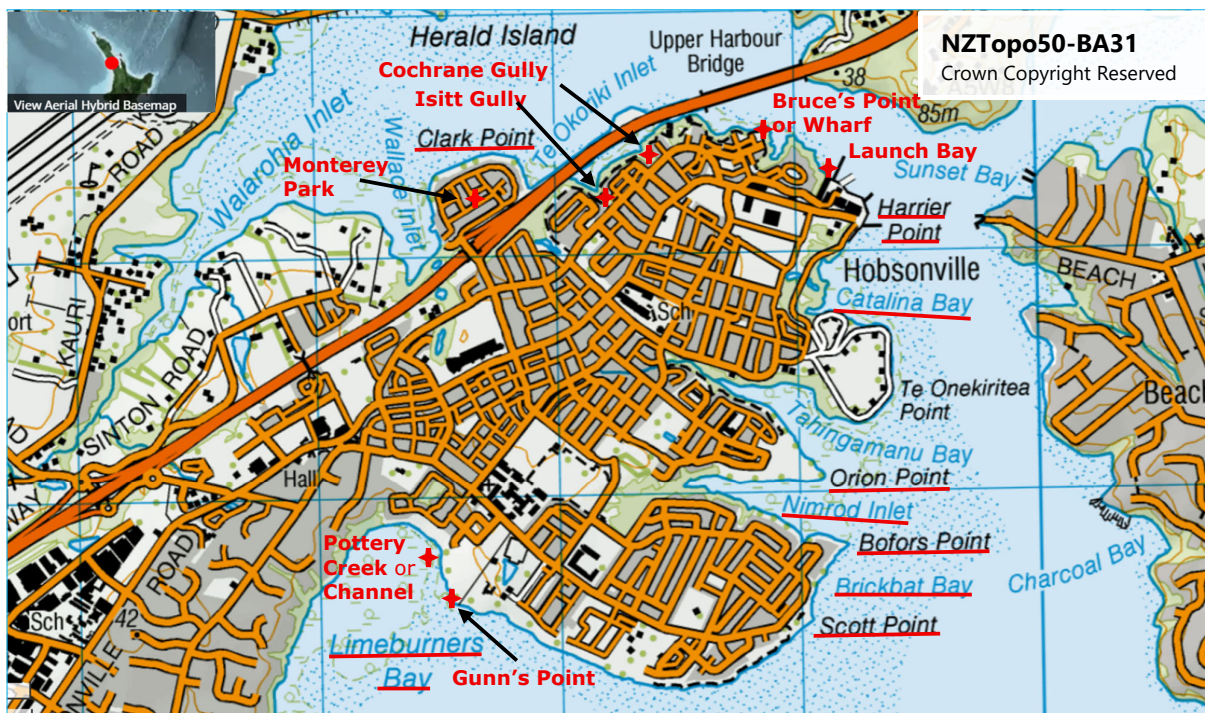 Herald Island
Upper Harbour
Bridge
NZTopo50-BA31
Crown Copyright Reserved
View Aerial Hybrid Basemap
Cochrane Gully
Isitt Gully
38
85m
Bruce's Point
or Wharf
Launch Bay
Sunset Bay
Waiaronia Inlet
Wallace Inlet
Te Okoriki Inlet
Clark Point
Monterey
Park
ROAD
KAURI
Harrier
Point
Hobsonville
Catalina Bay
BEACH
Sch
ort
SINTON ROAD
Te Onekiritea
Point
Beach
Tahingamanu Bay
Orion Point
Hall
WAY
Nimrod Inlet
Bofors Point
Pottery
Creek or
Channel
ROAD
Brickbat Bay
Charcoal Bay
Sch
42
Scott Point
Limeburners
Bay
Gunn's Point
ONVILLE